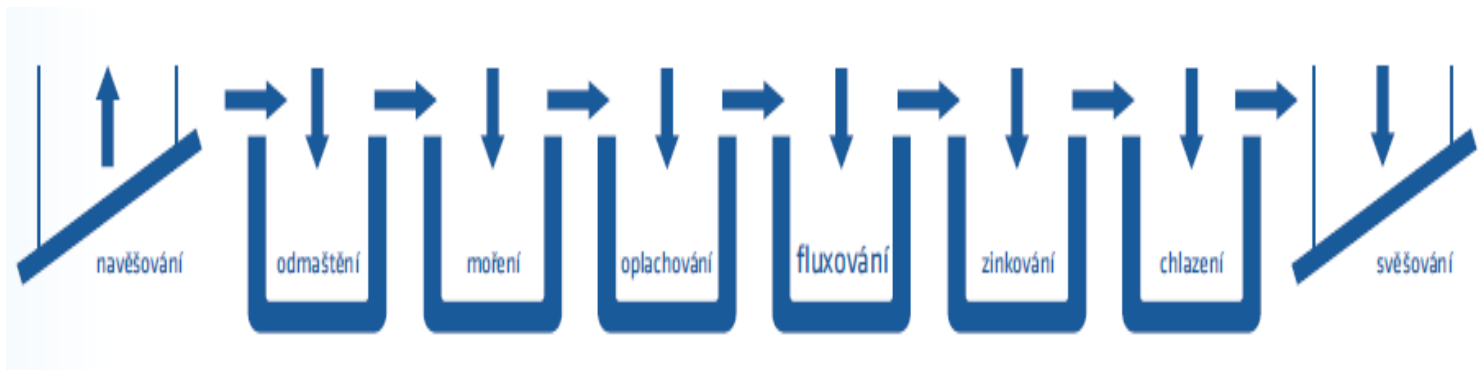 navěšování
odmaštění
moření
oplachování
fluxování
zinkování
chlazení
svěšování